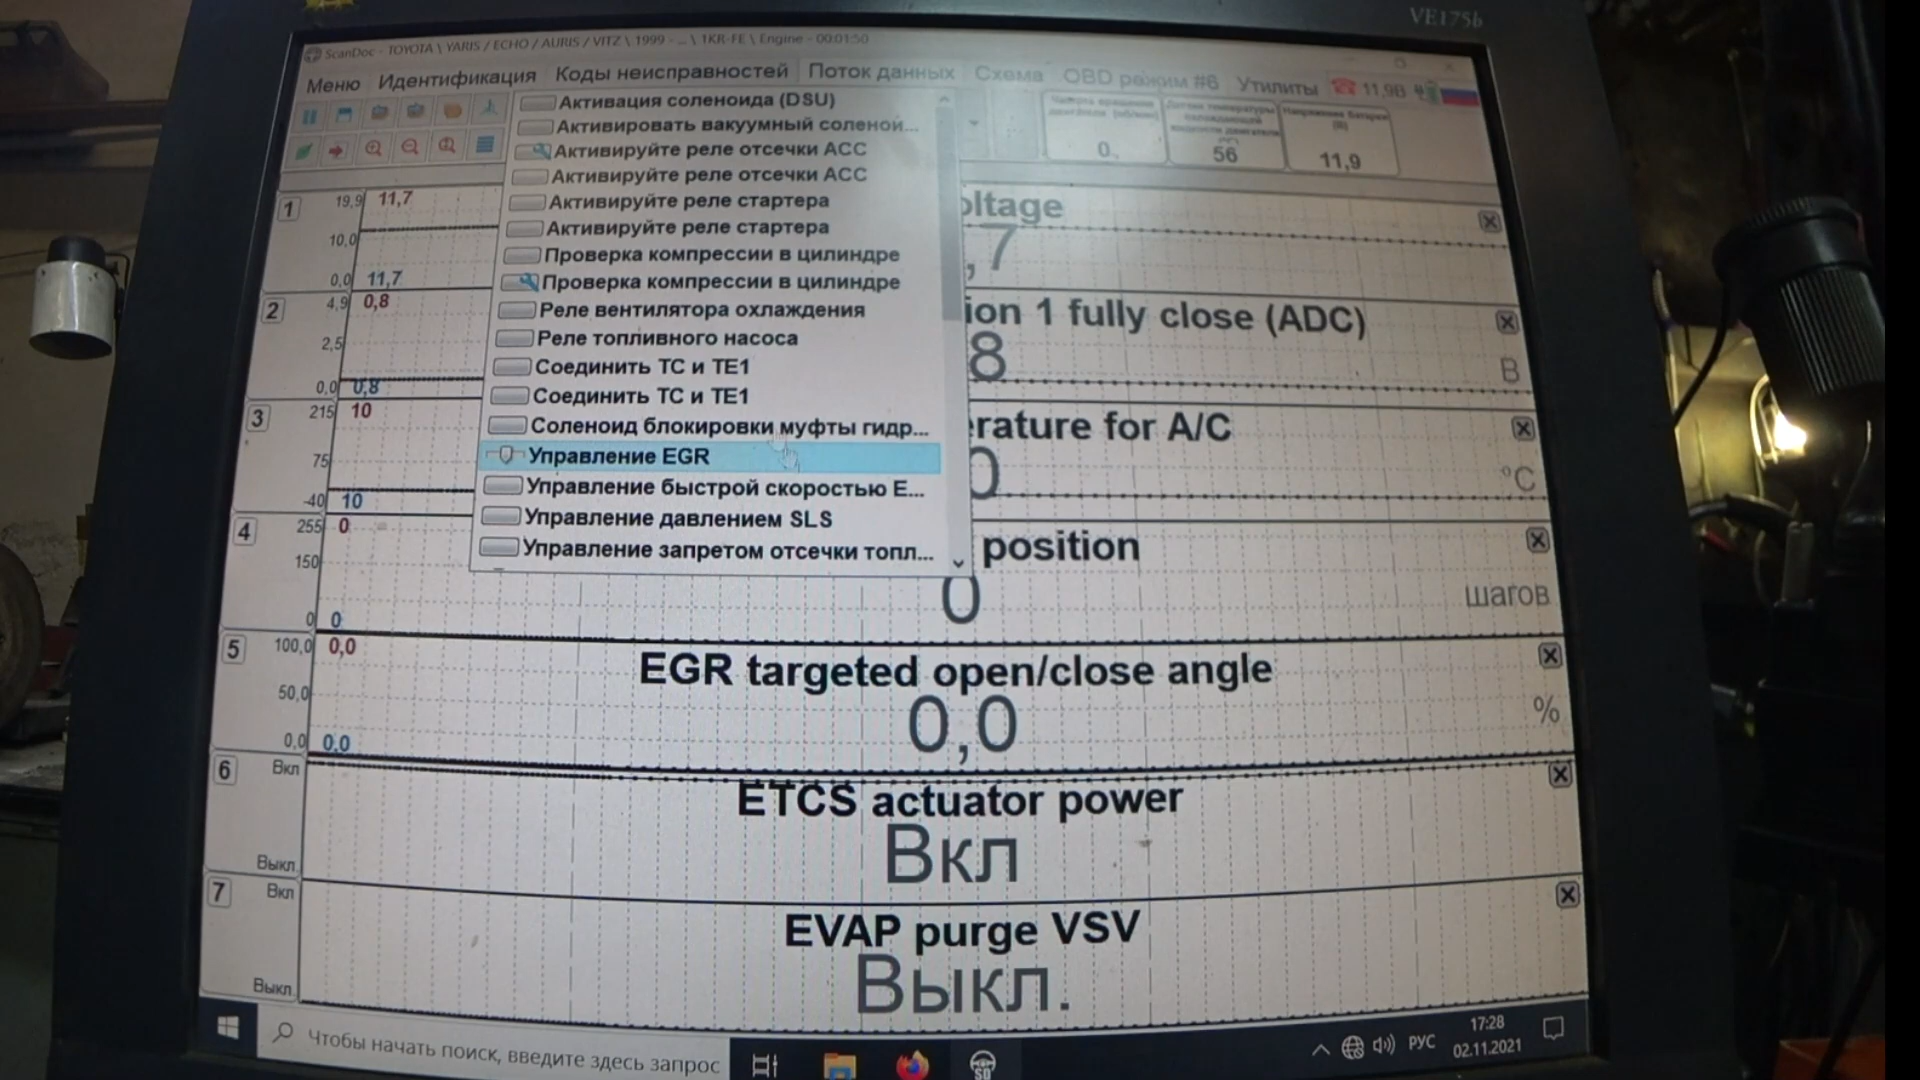 VE175b
ScanDoc - TOYOTA \ YARIS / ECHO / AURIS / VITZ \ 1999 - ... \ 1KR-FE \ Engine - 00:01:50
Меню Идентификация Коды неисправностей Поток данных Схема OBD режим #6 Утилиты 11,9В
Активация соленоида (DSU)
Активировать вакуумный соленои...
Активируйте реле отсечки АСС
Активируйте реле отсечки АСС
Активируйте реле стартера
Активируйте реле стартера
Проверка компрессии в цилиндре
Проверка компрессии в цилиндре
Реле вентилятора охлаждения
Реле топливного насоса
Соединить TC и TE1
Соединить TC и TE1
Соленоид блокировки муфты гидр...
Управление EGR
Управление быстрой скоростью E...
Управление давлением SLS
Управление запретом отсечки топл...
0,
56
11,9
1
19,9 11,7
10,0
0,0 11,7
oltage
,7
2
4,9 0,8
2,5
0,0 0,8
ion 1 fully close (ADC)
8
В
3
215 10
75
-40 10
erature for A/C
0
°C
4
255 0
150
0 0
position
0
шагов
5
100,0 0,0
50,0
0,0 0,0
EGR targeted open/close angle
0,0
%
6
Вкл
Выкл.
ETCS actuator power
Вкл
7
Вкл
Выкл.
EVAP purge VSV
Выкл.
Чтобы начать поиск, введите здесь запрос
SD
РУС
17:28
02.11.2021